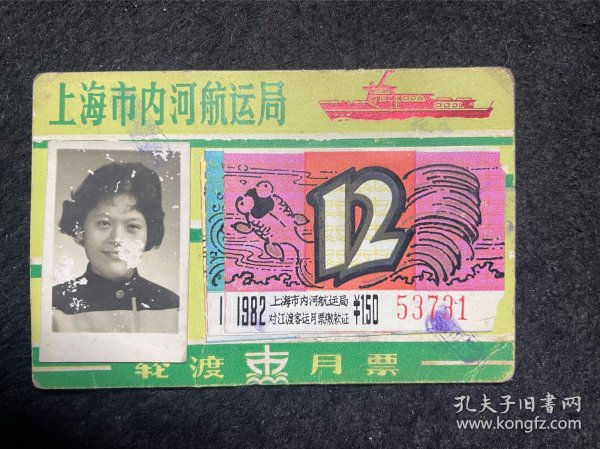 上海市内河航运局
12
1 1982 上海市内河航运局 ¥150 53731
对江渡客运月票缴款证
轮渡 月票
孔夫子旧書网
www.kongfz.com